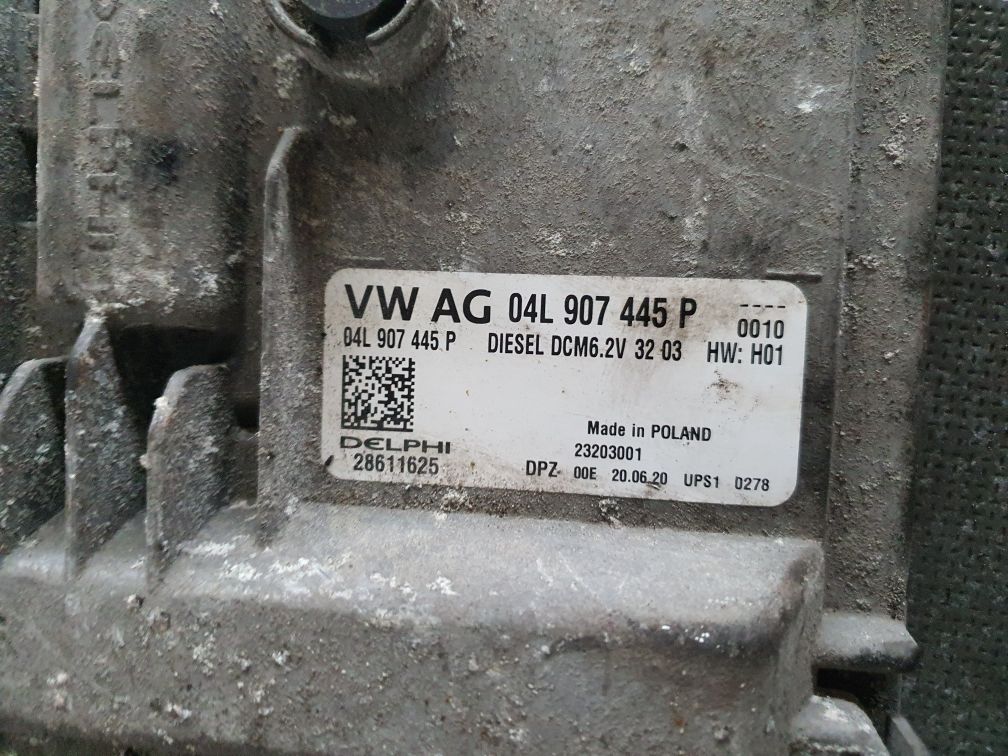 DELPHI
VW AG 04L 907 445 P ----
0010
04L 907 445 P DIESEL DCM6.2V 32 03 HW: H01
Made in POLAND
DELPHI 23203001
28611625 DPZ 00E 20.06.20 UPS1 0278